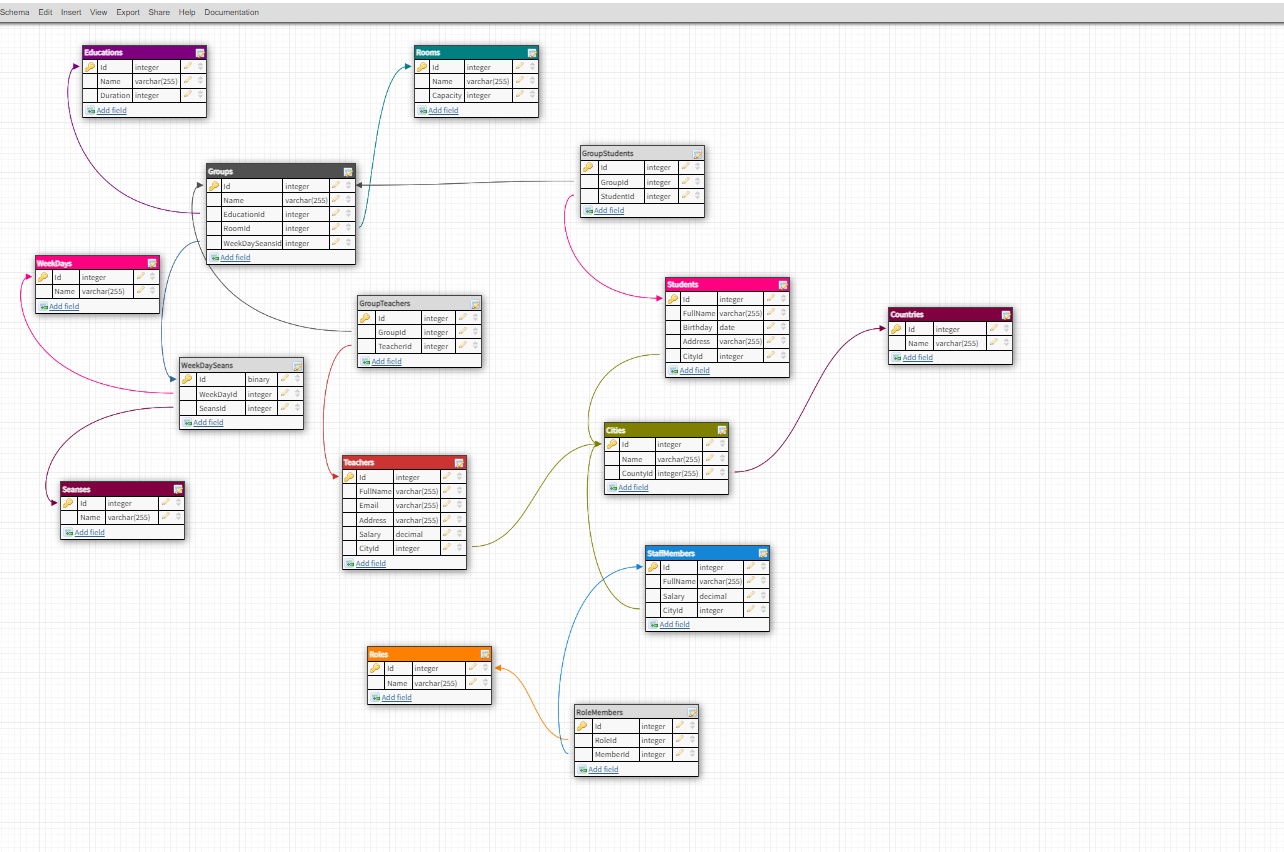 Schema Edit Insert View Export Share Help Documentation
Educations
Id integer
Name varchar(255)
Duration integer
Add field
Rooms
Id integer
Name varchar(255)
Capacity integer
Add field
GroupStudents
Id integer
GroupId integer
StudentId integer
Add field
Groups
Id integer
Name varchar(255)
EducationId integer
RoomId integer
WeekDaySeansId integer
Add field
WeekDays
Id integer
Name varchar(255)
Add field
GroupTeachers
Id integer
GroupId integer
TeacherId integer
Add field
Students
Id integer
FullName varchar(255)
Birthday date
Address varchar(255)
CityId integer
Add field
Countries
Id integer
Name varchar(255)
Add field
WeekDaySeans
Id binary
WeekDayId integer
SeansId integer
Add field
Cities
Id integer
Name varchar(255)
CountyId integer(255)
Add field
Teachers
Id integer
FullName varchar(255)
Email varchar(255)
Address varchar(255)
Salary decimal
CityId integer
Add field
Seanses
Id integer
Name varchar(255)
Add field
StaffMembers
Id integer
FullName varchar(255)
Salary decimal
CityId integer
Add field
Roles
Id integer
Name varchar(255)
Add field
RoleMembers
Id integer
RoleId integer
MemberId integer
Add field